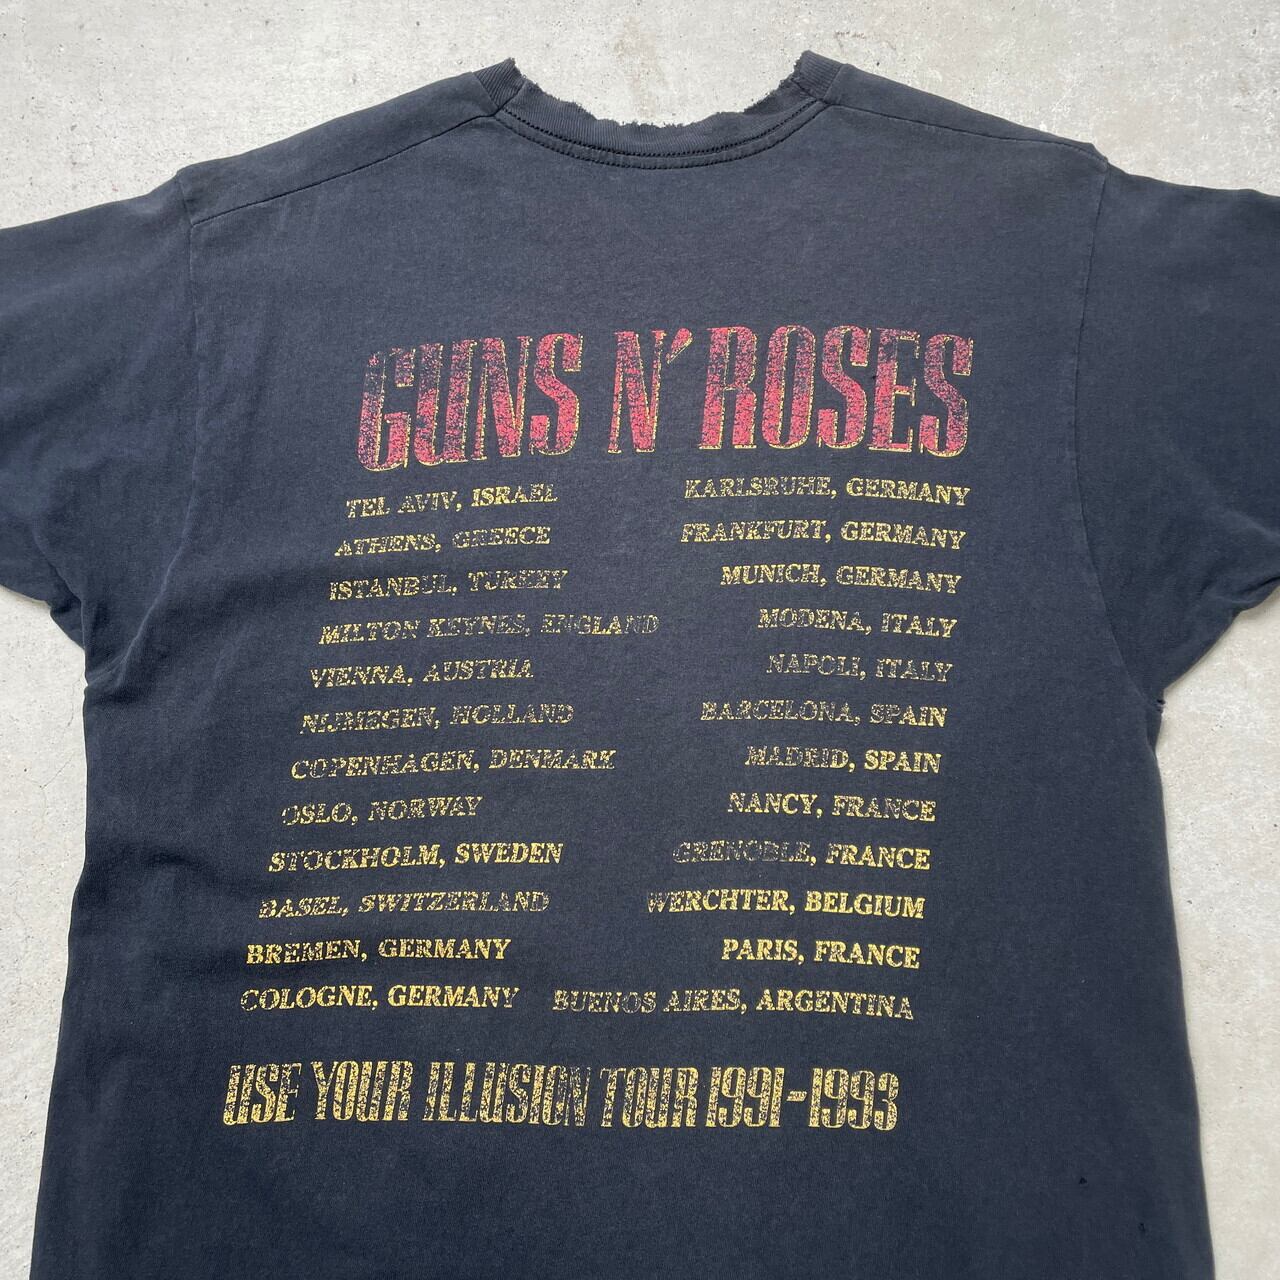 GUNS N' ROSES
TEL AVIV, ISRAEL
ATHENS, GREECE
ISTANBUL, TURKEY
MILTON KEYNES, ENGLAND
VIENNA, AUSTRIA
NIJMEGEN, HOLLAND
COPENHAGEN, DENMARK
OSLO, NORWAY
STOCKHOLM, SWEDEN
BASEL, SWITZERLAND
BREMEN, GERMANY
COLOGNE, GERMANY
KARLSRUHE, GERMANY
FRANKFURT, GERMANY
MUNICH, GERMANY
MODENA, ITALY
NAPOLI, ITALY
BARCELONA, SPAIN
MADRID, SPAIN
NANCY, FRANCE
GRENOBLE, FRANCE
WERCHTER, BELGIUM
PARIS, FRANCE
BUENOS AIRES, ARGENTINA
USE YOUR ILLUSION TOUR 1991-1993